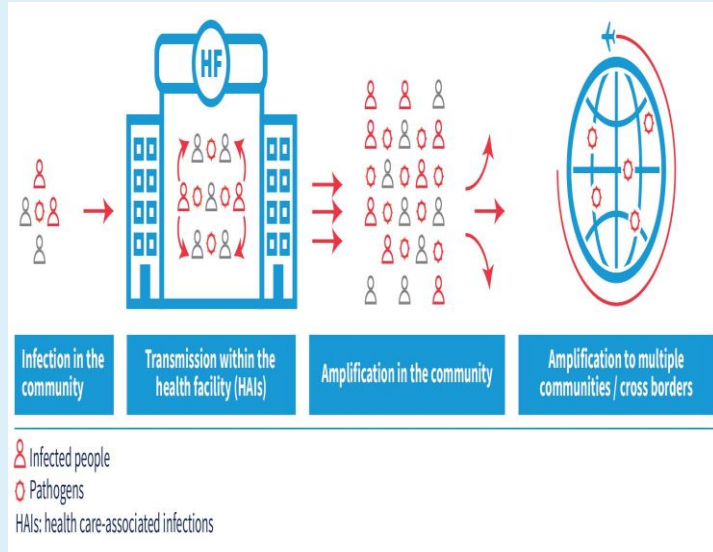 HF
Infection in the
community
Transmission within the
health facility (HAIs)
Amplification in the community
Amplification to multiple
communities / cross borders
Infected people
Pathogens
HAIs: health care-associated infections